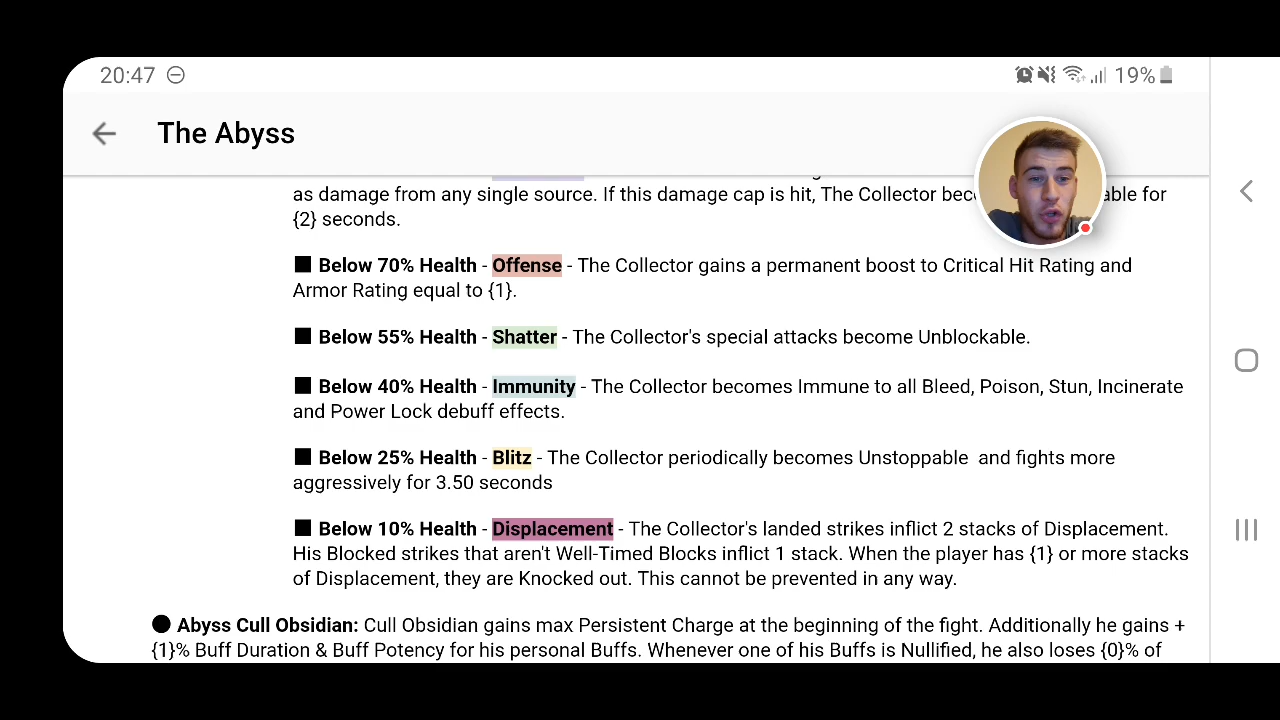 20:47 19%
The Abyss
as damage from any single source. If this damage cap is hit, The Collector for
{2} seconds.
■ Below 70% Health - Offense - The Collector gains a permanent boost to Critical Hit Rating and
Armor Rating equal to {1}.
■ Below 55% Health - Shatter - The Collector's special attacks become Unblockable.
■ Below 40% Health - Immunity - The Collector becomes Immune to all Bleed, Poison, Stun, Incinerate
and Power Lock debuff effects.
■ Below 25% Health - Blitz - The Collector periodically becomes Unstoppable  and fights more
aggressively for 3.50 seconds
■ Below 10% Health - Displacement - The Collector's landed strikes inflict 2 stacks of Displacement.
His Blocked strikes that aren't Well-Timed Blocks inflict 1 stack. When the player has {1} or more stacks
of Displacement, they are Knocked out. This cannot be prevented in any way.
● Abyss Cull Obsidian: Cull Obsidian gains max Persistent Charge at the beginning of the fight. Additionally he gains +
{1}% Buff Duration & Buff Potency for his personal Buffs. Whenever one of his Buffs is Nullified, he also loses {0}% of